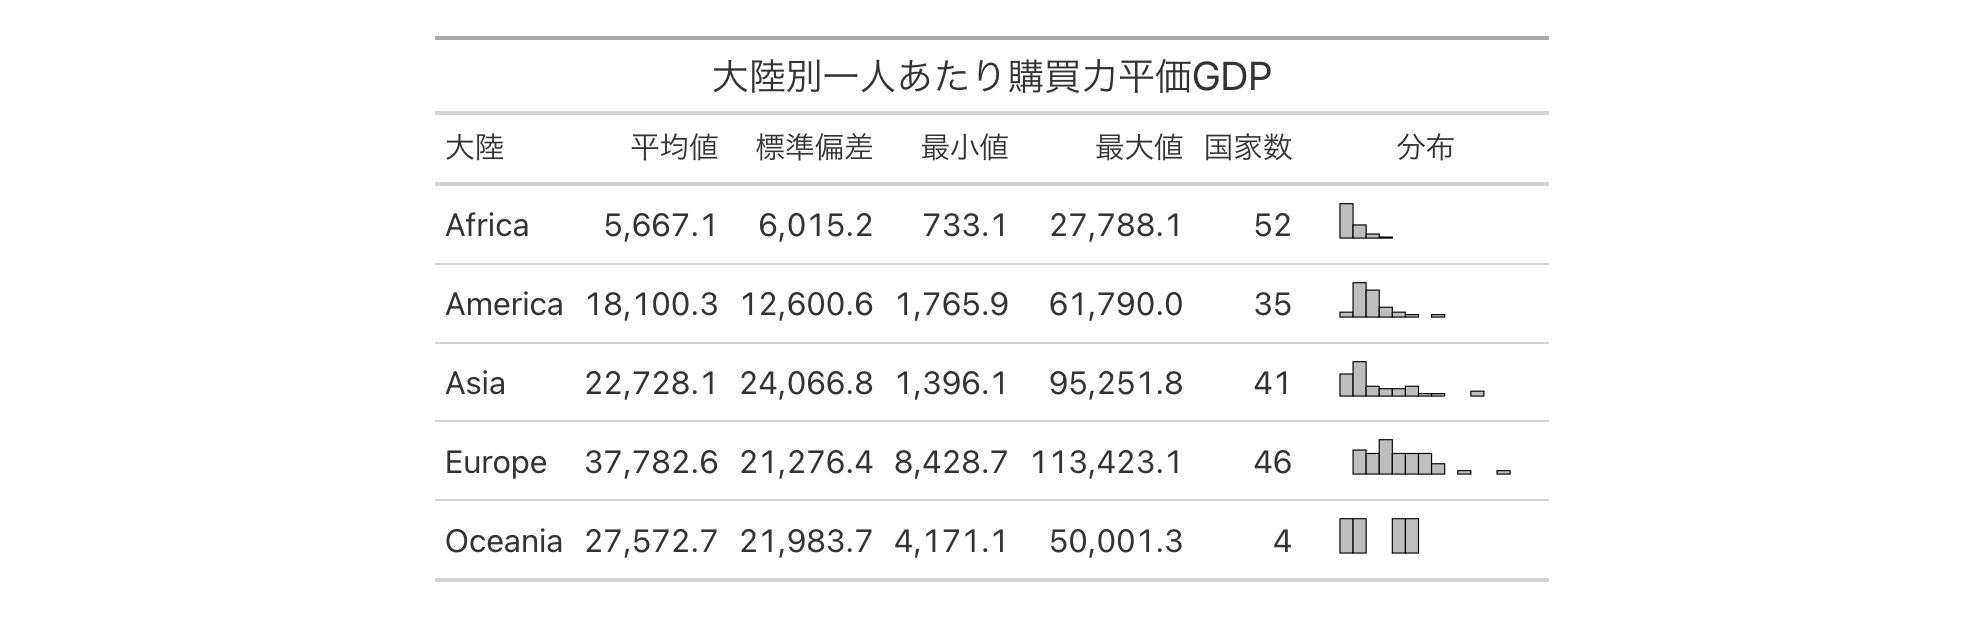 大陸別一人あたり購買力平価GDP
大陸 平均値 標準偏差 最小値 最大値 国家数 分布
Africa 5,667.1 6,015.2 733.1 27,788.1 52
America 18,100.3 12,600.6 1,765.9 61,790.0 35
Asia 22,728.1 24,066.8 1,396.1 95,251.8 41
Europe 37,782.6 21,276.4 8,428.7 113,423.1 46
Oceania 27,572.7 21,983.7 4,171.1 50,001.3 4